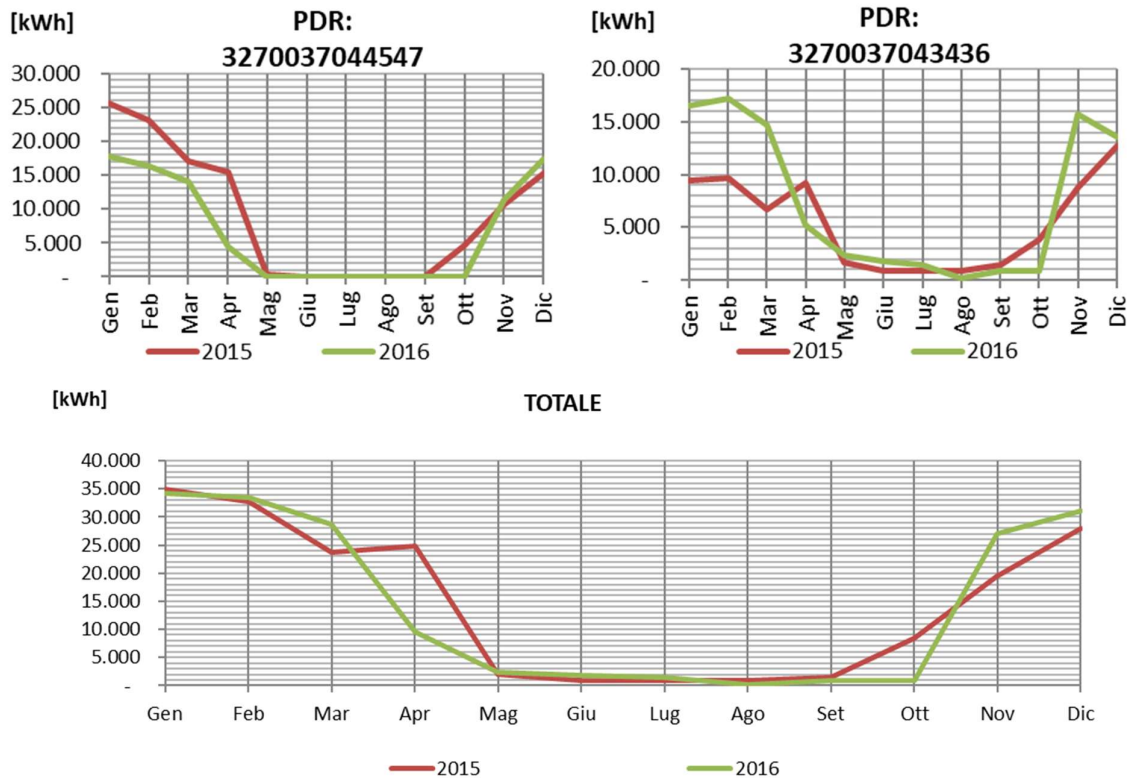 [kWh]
PDR:
3270037044547
30.000
25.000
20.000
15.000
10.000
5.000
-
Gen
Feb
Mar
Apr
Mag
Giu
Lug
Ago
Set
Ott
Nov
Dic
2015
2016
[kWh]
PDR:
3270037043436
20.000
15.000
10.000
5.000
-
Gen
Feb
Mar
Apr
Mag
Giu
Lug
Ago
Set
Ott
Nov
Dic
2015
2016
[kWh]
TOTALE
40.000
35.000
30.000
25.000
20.000
15.000
10.000
5.000
-
Gen Feb Mar Apr Mag Giu Lug Ago Set Ott Nov Dic
2015 2016